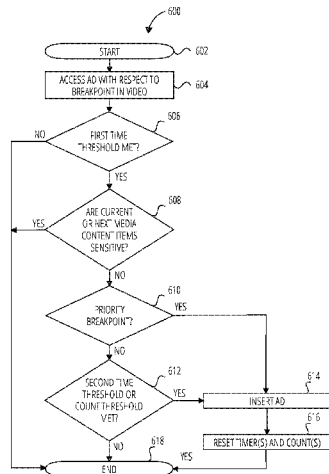 600
START
602
ACCESS AD WITH RESPECT TO
BREAKPOINT IN VIDEO
604
606
FIRST TIME
THRESHOLD MET?
NO
YES
608
ARE CURRENT
OR NEXT MEDIA
CONTENT ITEMS
SENSITIVE?
YES
NO
610
PRIORITY
BREAKPOINT?
YES
NO
612
SECOND TIME
THRESHOLD OR
COUNT THRESHOLD
MET?
YES
614
INSERT AD
616
RESET TIMER(S) AND COUNT(S)
NO
618
YES
END